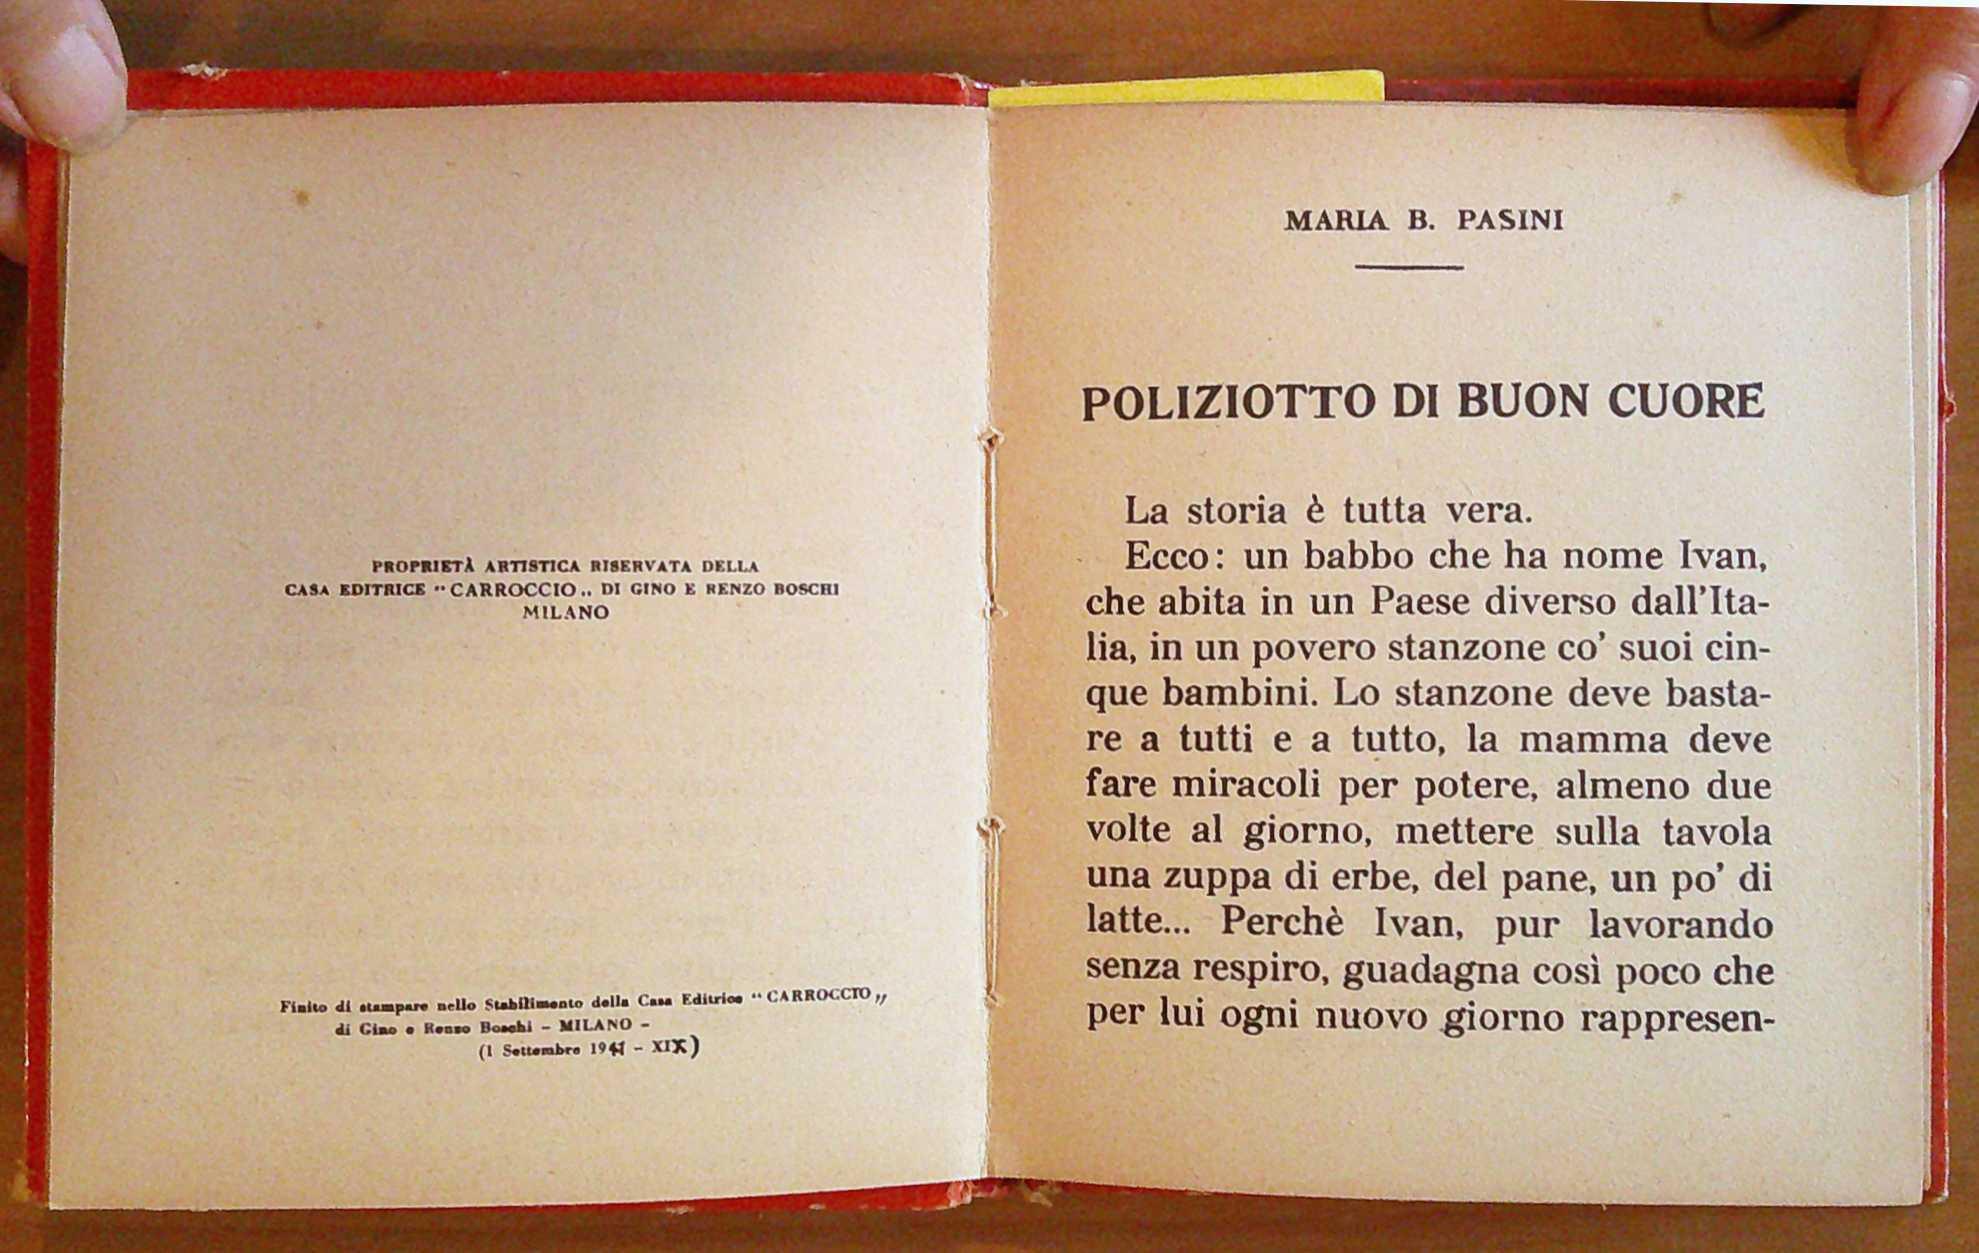 PROPRIETÀ ARTISTICA RISERVATA DELLA
CASA EDITRICE "CARROCCIO„ DI GINO E RENZO BOSCHI
MILANO
Finito di stampare nello Stabilimento della Casa Editrice "CARROCCIO„
di Gino e Renzo Boschi - MILANO -
(1 Settembre 1941 - XIX)
MARIA B. PASINI
POLIZIOTTO DI BUON CUORE
La storia è tutta vera.
Ecco: un babbo che ha nome Ivan,
che abita in un Paese diverso dall'Ita-
lia, in un povero stanzone co' suoi cin-
que bambini. Lo stanzone deve basta-
re a tutti e a tutto, la mamma deve
fare miracoli per potere, almeno due
volte al giorno, mettere sulla tavola
una zuppa di erbe, del pane, un po' di
latte... Perchè Ivan, pur lavorando
senza respiro, guadagna così poco che
per lui ogni nuovo giorno rappresen-